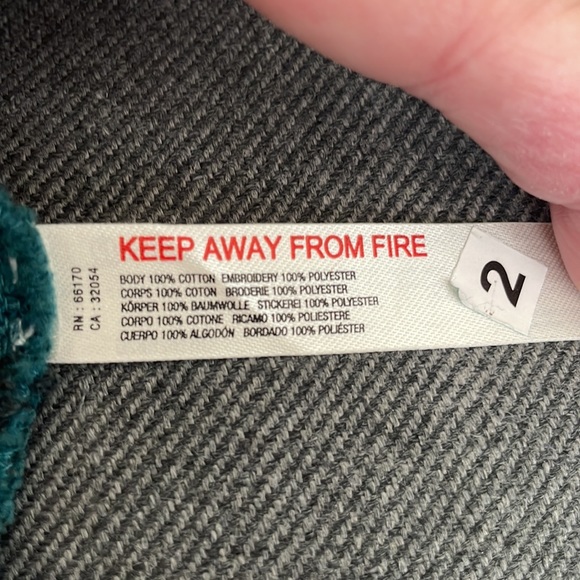 RN : 66170
CA : 32054
KEEP AWAY FROM FIRE
BODY 100% COTTON EMBROIDERY 100% POLYESTER
CORPS 100% COTON BRODERIE 100% POLYESTER
KÖRPER 100% BAUMWOLLE STICKEREI 100% POLYESTER
CORPO 100% COTONE RICAMO 100% POLIESTERE
CUERPO 100% ALGODÓN BORDADO 100% POLIÉSTER
2